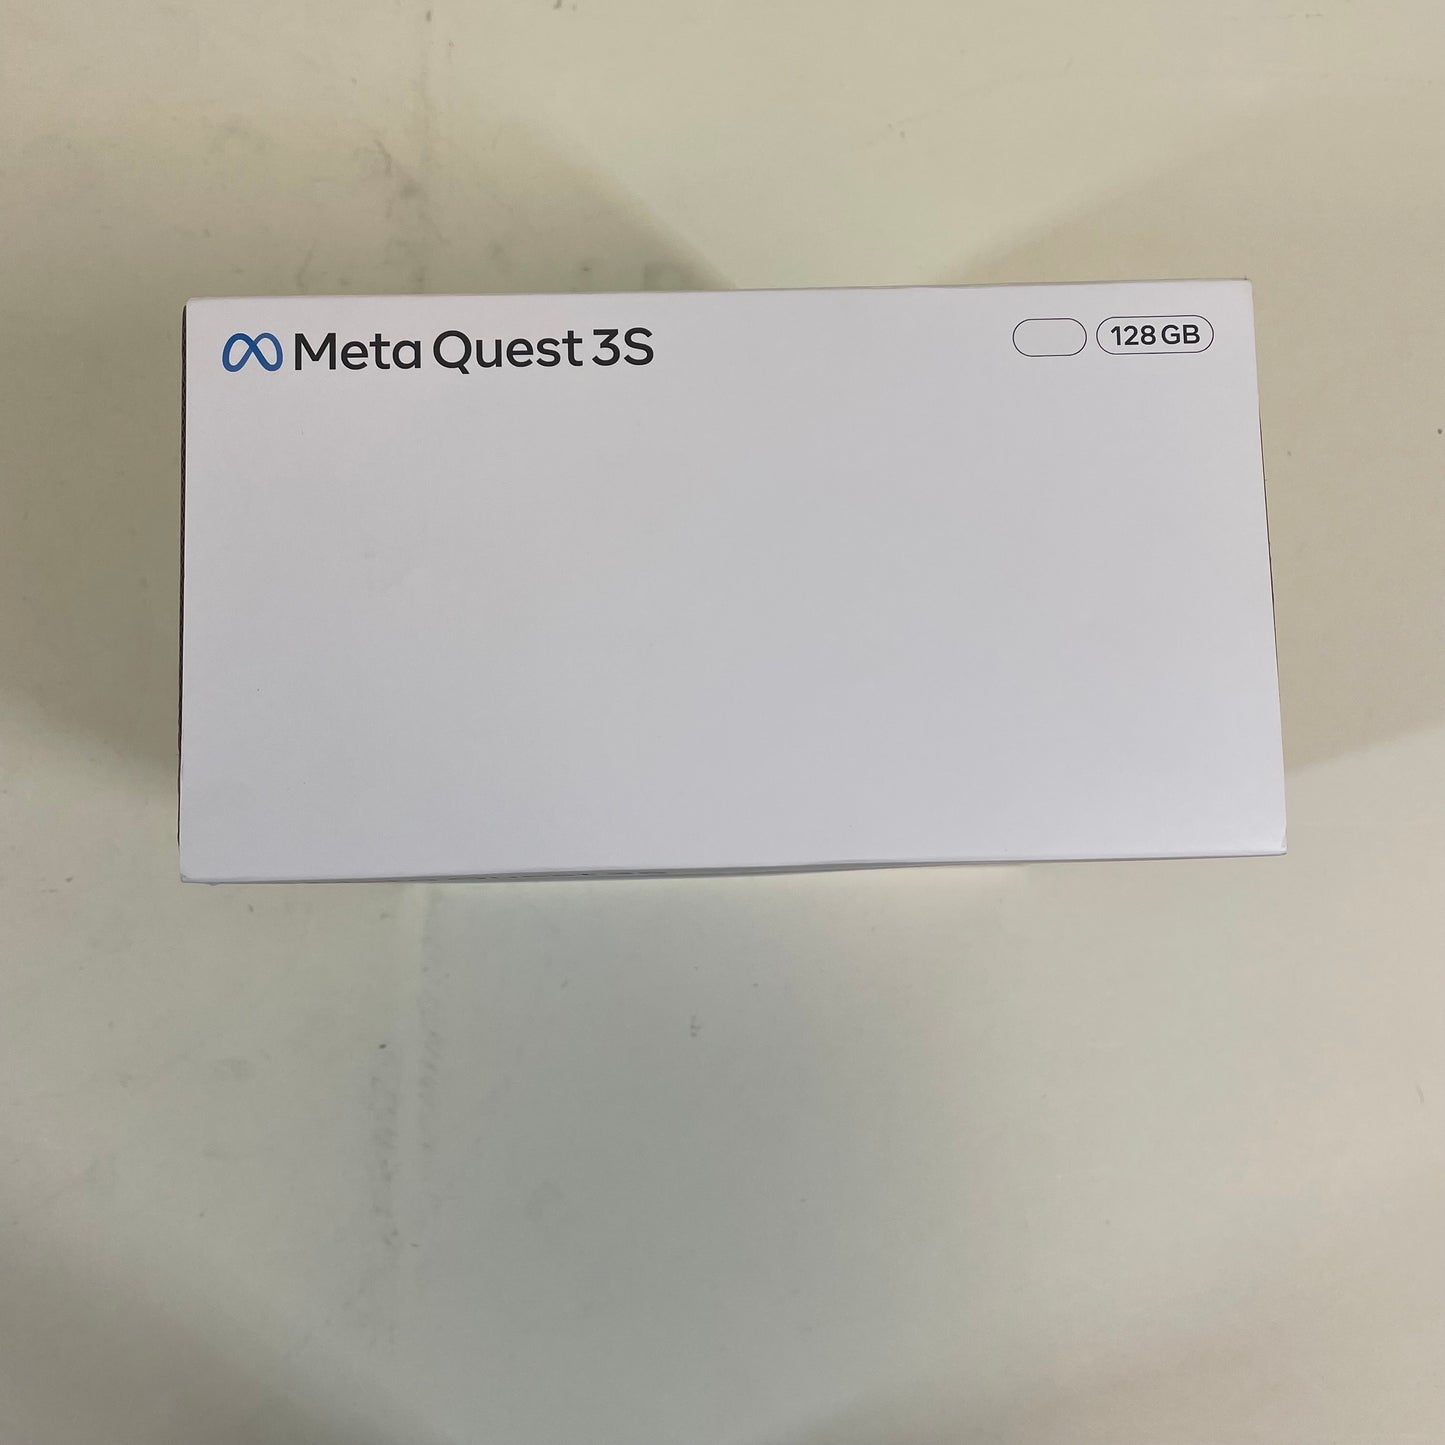 Meta Quest 3S
128 GB